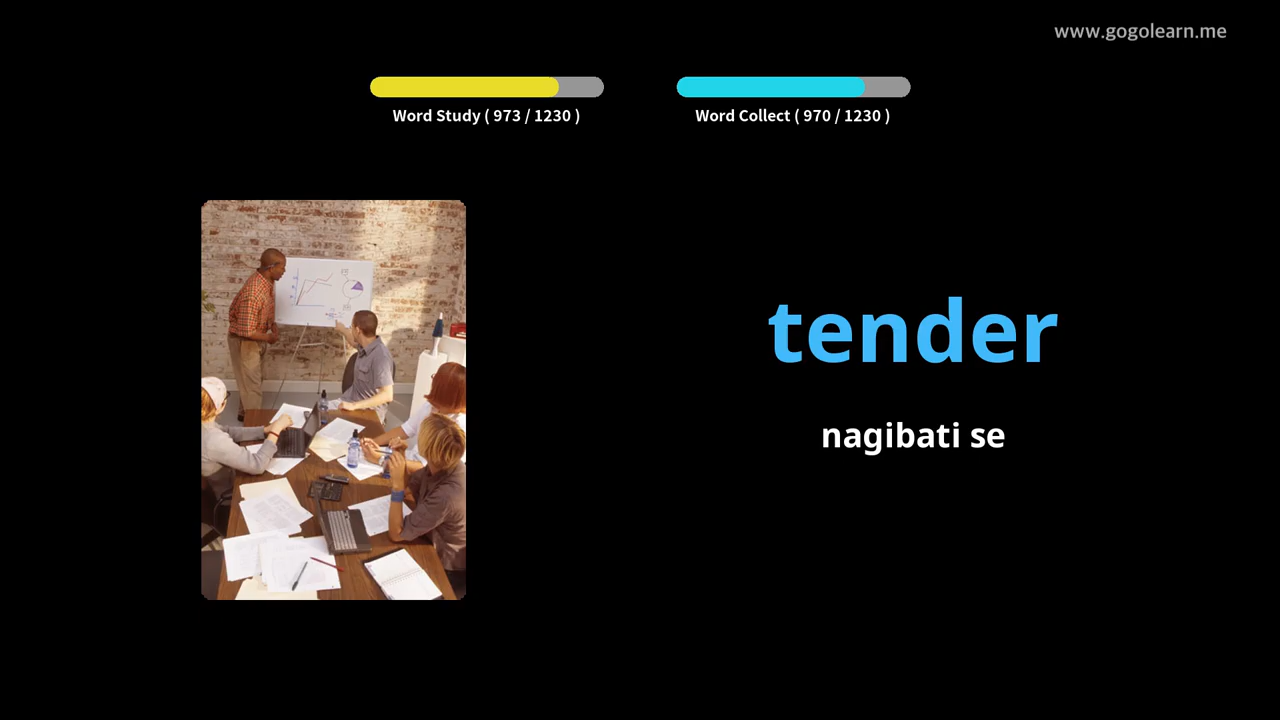 www.gogolearn.me
Word Study ( 973 / 1230 )
Word Collect ( 970 / 1230 )
tender
nagibati se